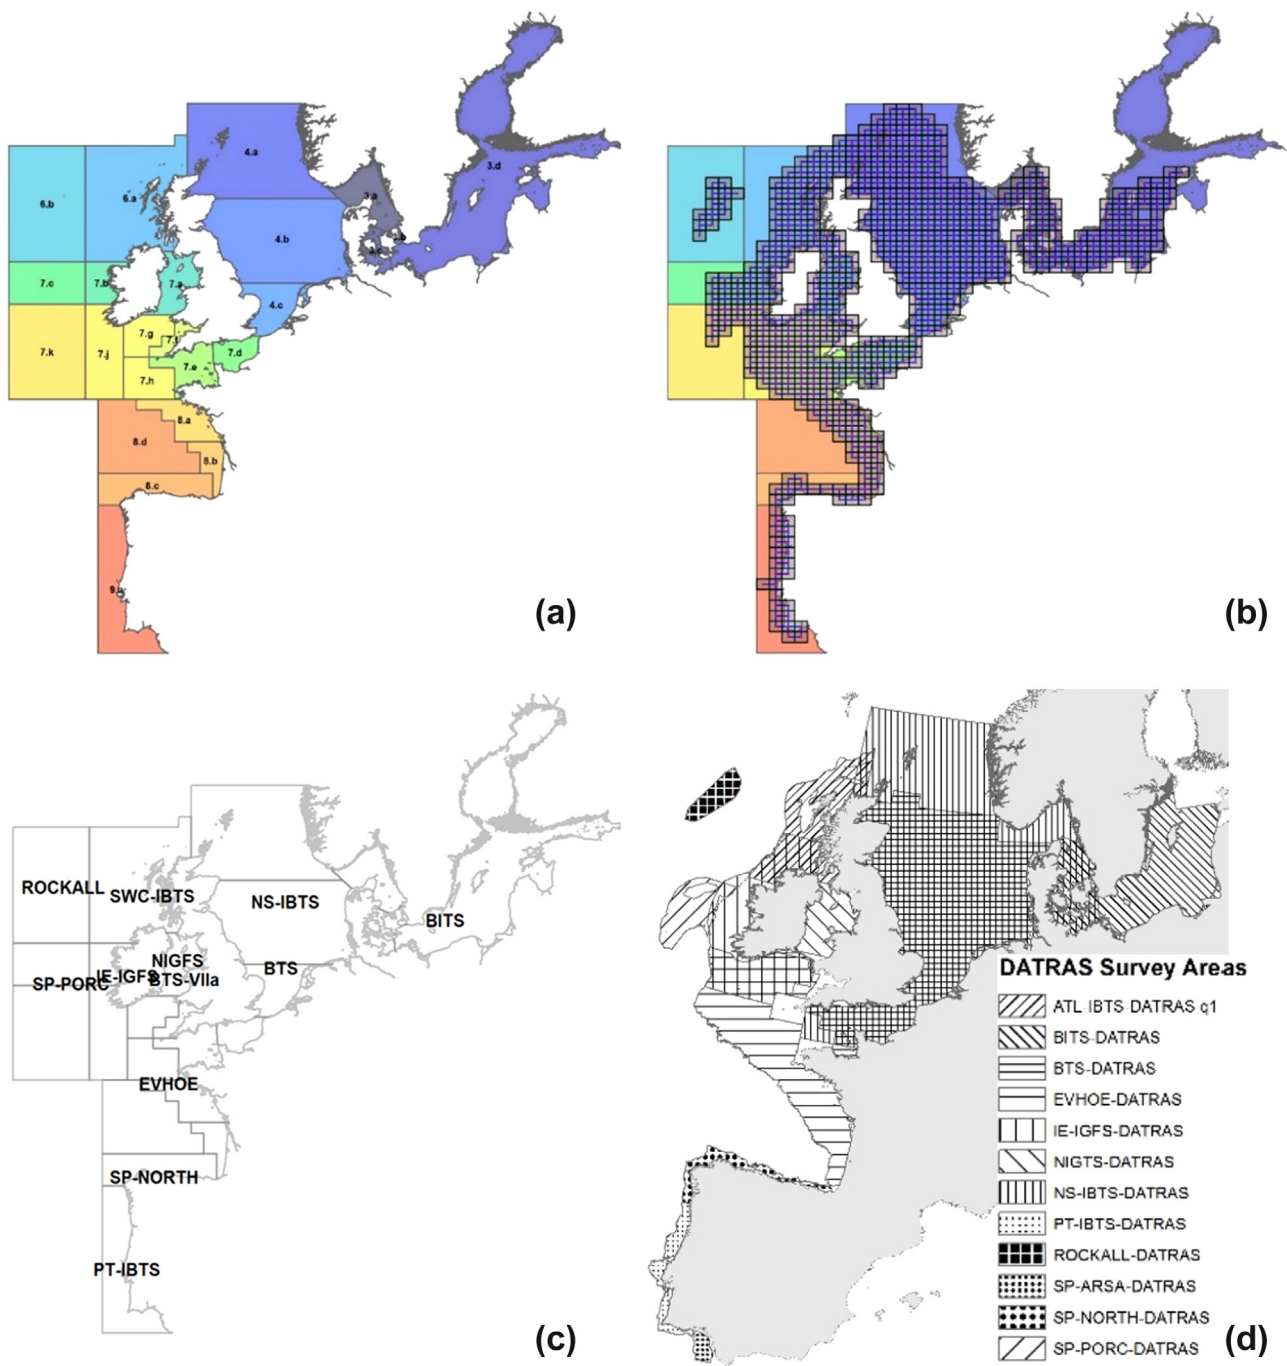 4.a
3.d
3.a
6.b
6.a
4.b
3.b
3.c
7.c
7.b
7.a
4.c
7.k
7.j
7.g
7.f
7.d
7.e
7.h
8.a
8.d
8.b
8.c
9.a
(a)
(b)
ROCKALL
SWC-IBTS
NS-IBTS
BITS
NIGFS
BTS
SP-PORC
IE-IGFS
BTS-VIIa
EVHOE
SP-NORTH
PT-IBTS
(c)
DATRAS Survey Areas
ATL-IBTS-DATRAS q1
BITS-DATRAS
BTS-DATRAS
EVHOE-DATRAS
IE-IGFS-DATRAS
NIGTS-DATRAS
NS-IBTS-DATRAS
PT-IBTS-DATRAS
ROCKALL-DATRAS
SP-ARSA-DATRAS
SP-NORTH-DATRAS
SP-PORC-DATRAS
(d)